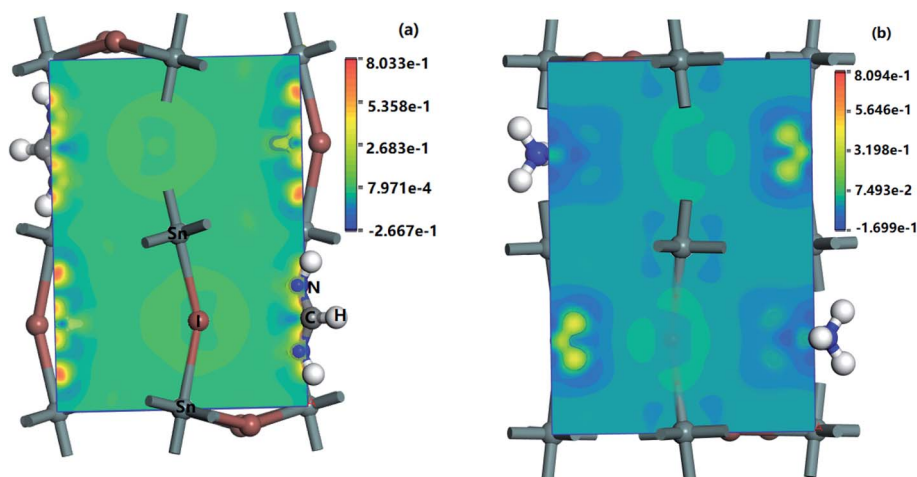 (a)
8.033e-1
5.358e-1
2.683e-1
7.971e-4
-2.667e-1
Sn
N
I
C
H
Sn
(b)
8.094e-1
5.646e-1
3.198e-1
7.493e-2
-1.699e-1